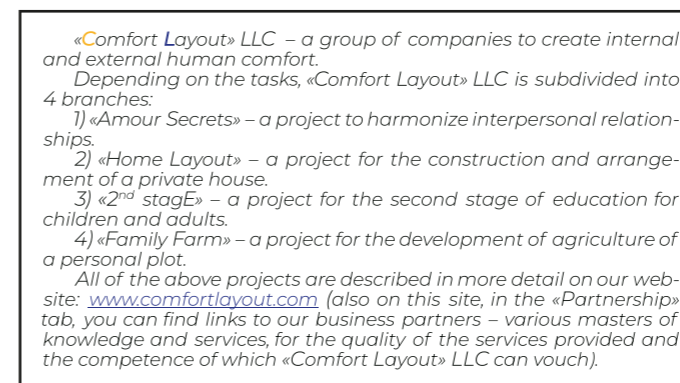 «Comfort Layout» LLC – a group of companies to create internal
and external human comfort.
Depending on the tasks, «Comfort Layout» LLC is subdivided into
4 branches:
1) «Amour Secrets» – a project to harmonize interpersonal relation-
ships.
2) «Home Layout» – a project for the construction and arrange-
ment of a private house.
3) «2nd stagE» – a project for the second stage of education for
children and adults.
4) «Family Farm» – a project for the development of agriculture of
a personal plot.
All of the above projects are described in more detail on our web-
site: www.comfortlayout.com (also on this site, in the «Partnership»
tab, you can find links to our business partners – various masters of
knowledge and services, for the quality of the services provided and
the competence of which «Comfort Layout» LLC can vouch).